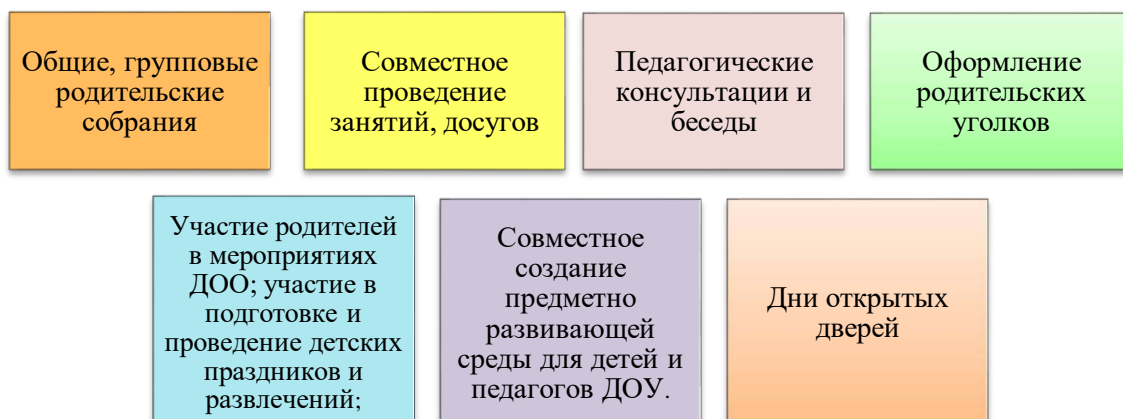 Общие, групповые
родительские
собрания
Совместное
проведение
занятий, досугов
Педагогические
консультации и
беседы
Оформление
родительских
уголков
Участие родителей
в мероприятиях
ДОО; участие в
подготовке и
проведение детских
праздников и
развлечений;
Совместное
создание
предметно
развивающей
среды для детей и
педагогов ДОУ.
Дни открытых
дверей